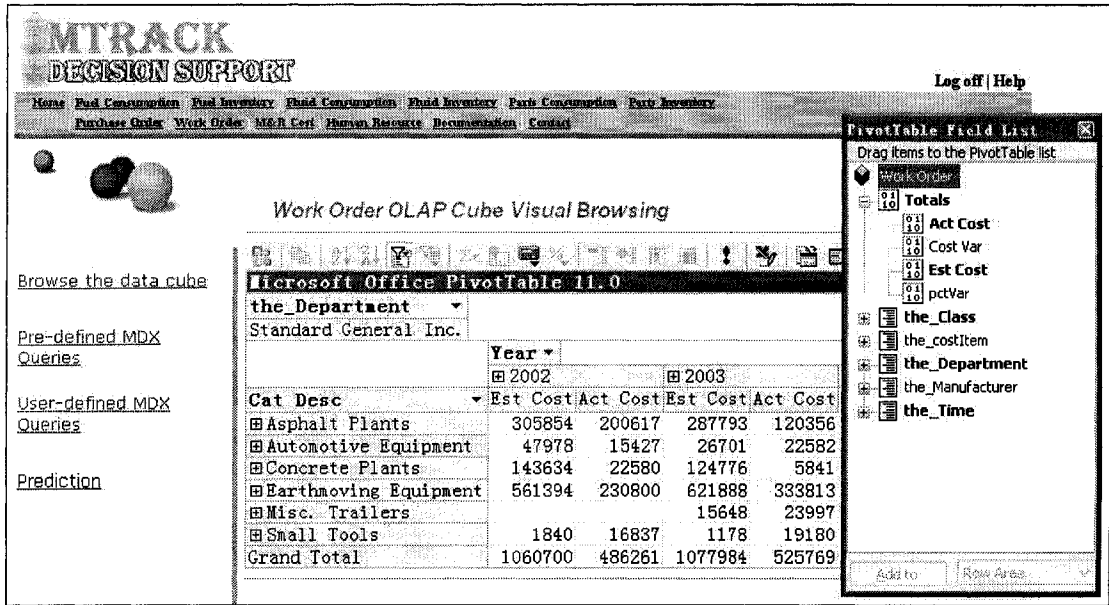 MTRACK
DECISION SUPPORT
Log off | Help
Home Fuel Consumption Fuel Inventory Fluid Consumption Fluid Inventory Parts Consumption Parts Inventory
Purchase Order Work Order M&R Cost Human Resource Documentation Contact
Work Order OLAP Cube Visual Browsing
Browse the data cube
Pre-defined MDX
Queries
User-defined MDX
Queries
Prediction
Microsoft Office PivotTable 11.0
the_Department
Standard General Inc.
Year
2002 2003
Cat Desc Est Cost Act Cost Est Cost Act Cost
Asphalt Plants 305854 200617 287793 120356
Automotive Equipment 47978 15427 26701 22582
Concrete Plants 143634 22580 124776 5841
Earthmoving Equipment 561394 230800 621888 333813
Misc. Trailers 15648 23997
Small Tools 1840 16837 1178 19180
Grand Total 1060700 486261 1077984 525769
PivotTable Field List
Drag items to the PivotTable list
Work Order
Totals
Act Cost
Cost Var
Est Cost
pctVar
the_Class
the_costItem
the_Department
the_Manufacturer
the_Time
Add to Row Area